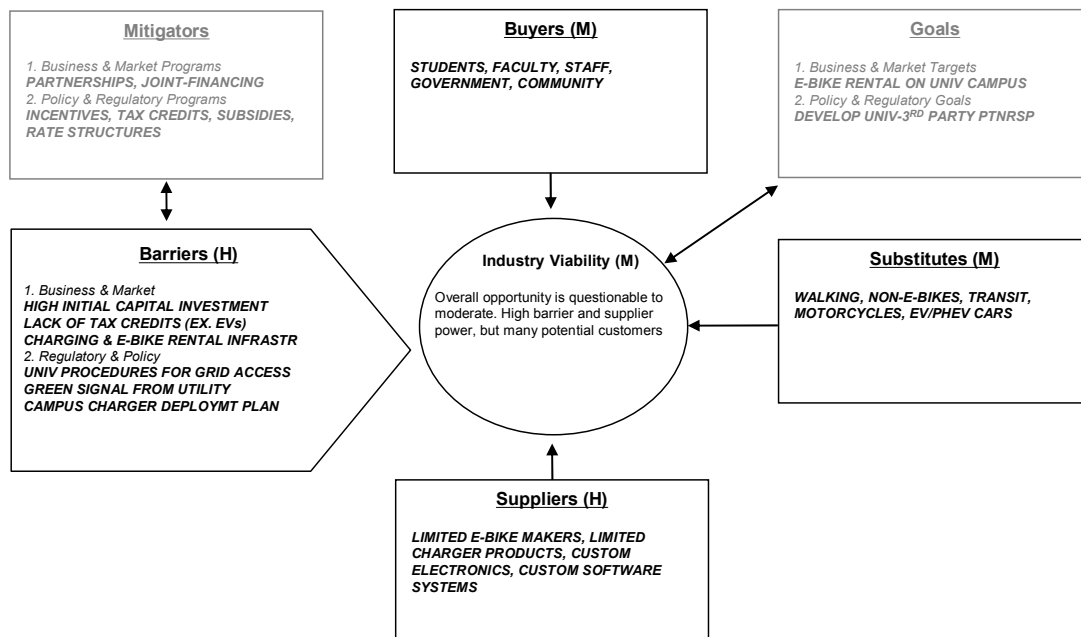 Mitigators
1. Business & Market Programs
PARTNERSHIPS, JOINT-FINANCING
2. Policy & Regulatory Programs
INCENTIVES, TAX CREDITS, SUBSIDIES,
RATE STRUCTURES
Buyers (M)
STUDENTS, FACULTY, STAFF,
GOVERNMENT, COMMUNITY
Goals
1. Business & Market Targets
E-BIKE RENTAL ON UNIV CAMPUS
2. Policy & Regulatory Goals
DEVELOP UNIV-3RD PARTY PTNRSP
Barriers (H)
1. Business & Market
HIGH INITIAL CAPITAL INVESTMENT
LACK OF TAX CREDITS (EX. EVs)
CHARGING & E-BIKE RENTAL INFRASTR
2. Regulatory & Policy
UNIV PROCEDURES FOR GRID ACCESS
GREEN SIGNAL FROM UTILITY
CAMPUS CHARGER DEPLOYMT PLAN
Industry Viability (M)
Overall opportunity is questionable to
moderate. High barrier and supplier
power, but many potential customers
Substitutes (M)
WALKING, NON-E-BIKES, TRANSIT,
MOTORCYCLES, EV/PHEV CARS
Suppliers (H)
LIMITED E-BIKE MAKERS, LIMITED
CHARGER PRODUCTS, CUSTOM
ELECTRONICS, CUSTOM SOFTWARE
SYSTEMS